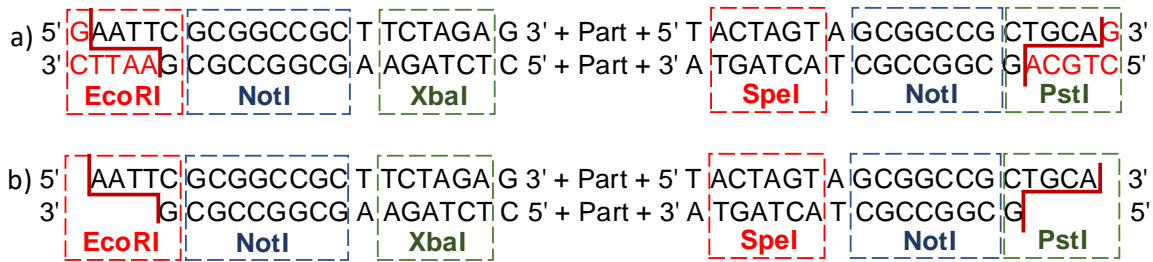 a) 5' GAATTC GCGGCCGC T TCTAGA G 3' + Part + 5' T ACTAGT A GCGGCCG CTGCAG 3'
3' CTTAAG CGCCGGCG A AGATCT C 5' + Part + 3' A TGATCA T CGCCGGC GACGTC 5'
EcoRI NotI XbaI SpeI NotI PstI
b) 5' AATTC GCGGCCGC T TCTAGA G 3' + Part + 5' T ACTAGT A GCGGCCG CTGCA 3'
3' G CGCCGGCG A AGATCT C 5' + Part + 3' A TGATCA T CGCCGGC G 5'
EcoRI NotI XbaI SpeI NotI PstI